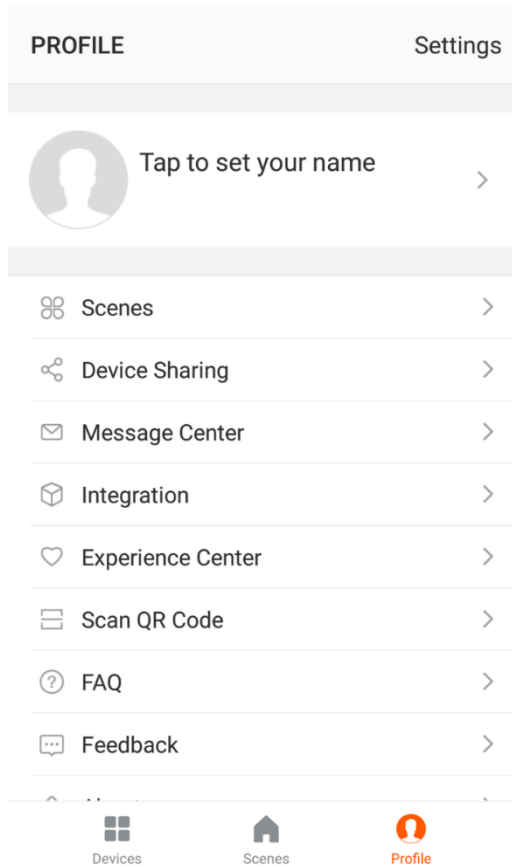 PROFILE Settings
Tap to set your name
Scenes
Device Sharing
Message Center
Integration
Experience Center
Scan QR Code
FAQ
Feedback
Devices Scenes Profile